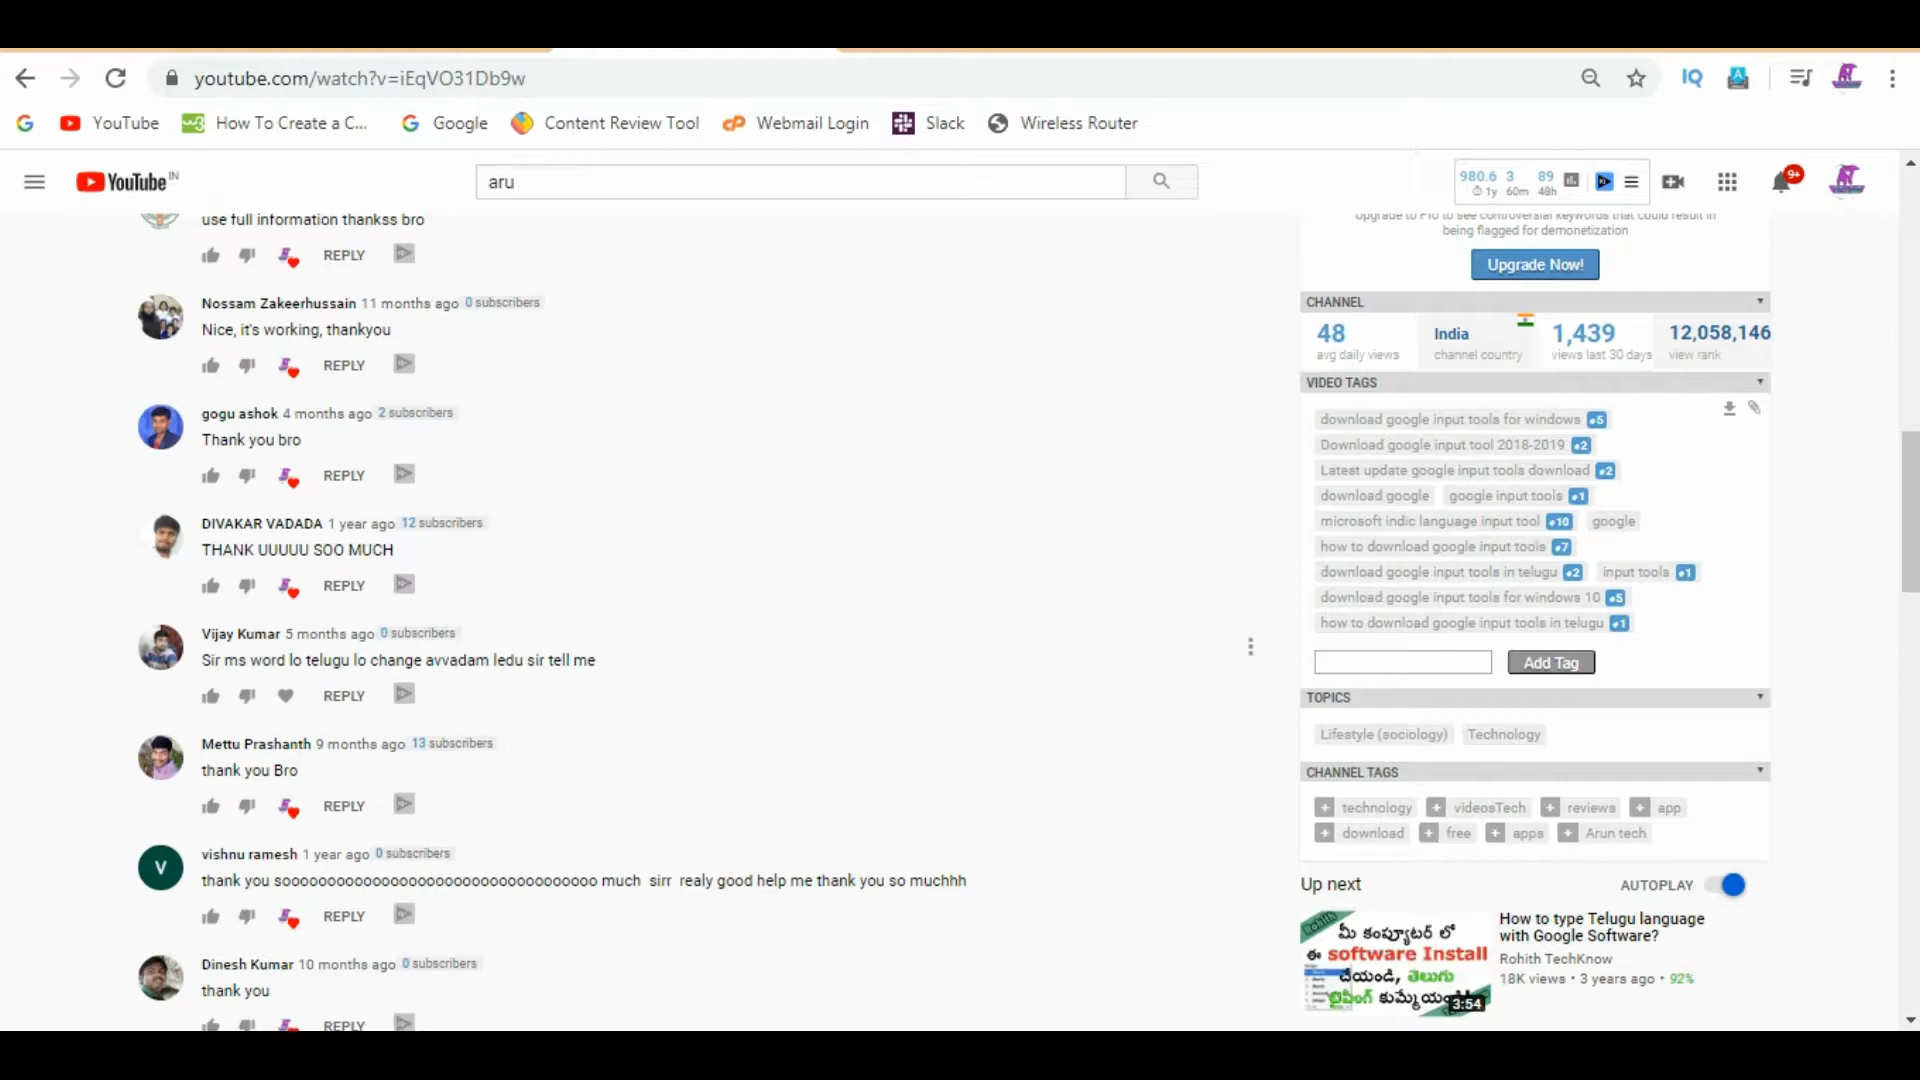 youtube.com/watch?v=iEqVO31Db9w
IQ
YouTube
How To Create a C...
Google
Content Review Tool
Webmail Login
Slack
Wireless Router
YouTube IN
aru
980.6 3 89
1y 60m 48h
9+
use full information thankss bro
REPLY
Nossam Zakeerhussain 11 months ago 0 subscribers
Nice, it's working, thankyou
REPLY
gogu ashok 4 months ago 2 subscribers
Thank you bro
REPLY
DIVAKAR VADADA 1 year ago 12 subscribers
THANK UUUUU SOO MUCH
REPLY
Vijay Kumar 5 months ago 0 subscribers
Sir ms word lo telugu lo change avvadam ledu sir tell me
REPLY
Mettu Prashanth 9 months ago 13 subscribers
thank you Bro
REPLY
V
vishnu ramesh 1 year ago 0 subscribers
thank you sooooooooooooooooooooooooooooooooooo much sirr realy good help me thank you so muchhh
REPLY
Dinesh Kumar 10 months ago 0 subscribers
thank you
REPLY
Upgrade to Pro to see controversial keywords that could result in
being flagged for demonetization
Upgrade Now!
CHANNEL
48 India 1,439 12,058,146
avg daily views channel country views last 30 days view rank
VIDEO TAGS
download google input tools for windows #5
Download google input tool 2018-2019 #2
Latest update google input tools download #2
download google google input tools #1
microsoft indic language input tool #10 google
how to download google input tools #7
download google input tools in telugu #2 input tools #1
download google input tools for windows 10 #5
how to download google input tools in telugu #1
Add Tag
TOPICS
Lifestyle (sociology) Technology
CHANNEL TAGS
+ technology + videosTech + reviews + app
+ download + free + apps + Arun tech
Up next AUTOPLAY
Rohith
మీ కంప్యూటర్ లో
ఈ software Install
చేయండి, తెలుగు
టైపింగ్ కుమ్మేయండి
3:54
How to type Telugu language
with Google Software?
Rohith TechKnow
18K views • 3 years ago • 92%